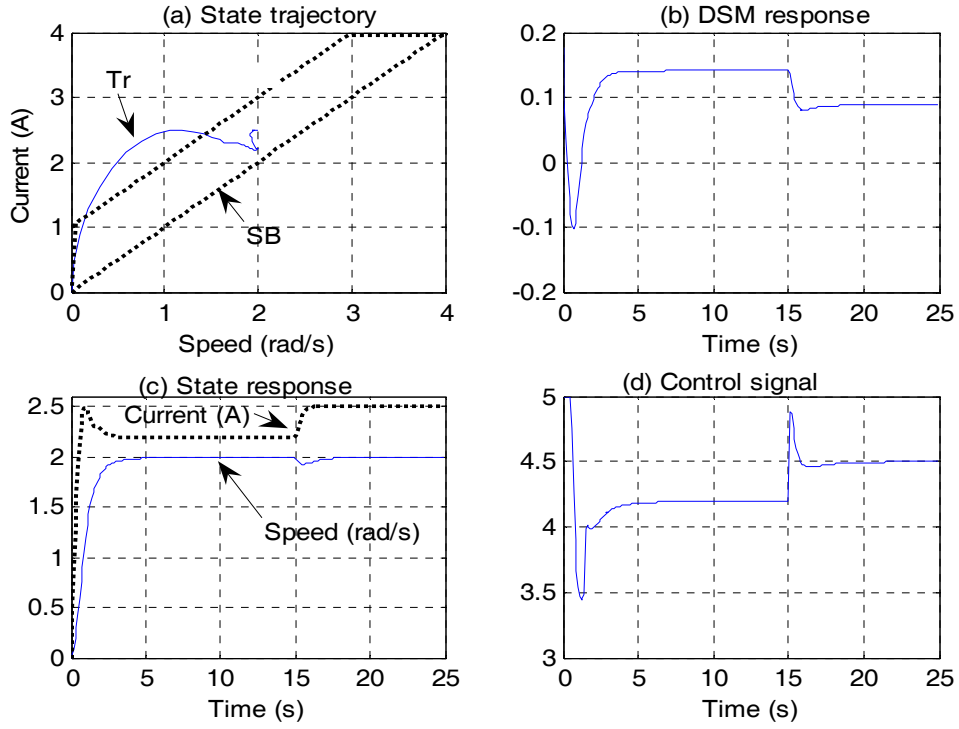 (a) State trajectory
4
3
2
1
0
Current (A)
Tr
SB
0 1 2 3 4
Speed (rad/s)
(b) DSM response
0.2
0.1
0
-0.1
-0.2
0 5 10 15 20 25
Time (s)
(c) State response
2.5
2
1.5
1
0.5
0
Current (A)
Speed (rad/s)
0 5 10 15 20 25
Time (s)
(d) Control signal
5
4.5
4
3.5
3
0 5 10 15 20 25
Time (s)